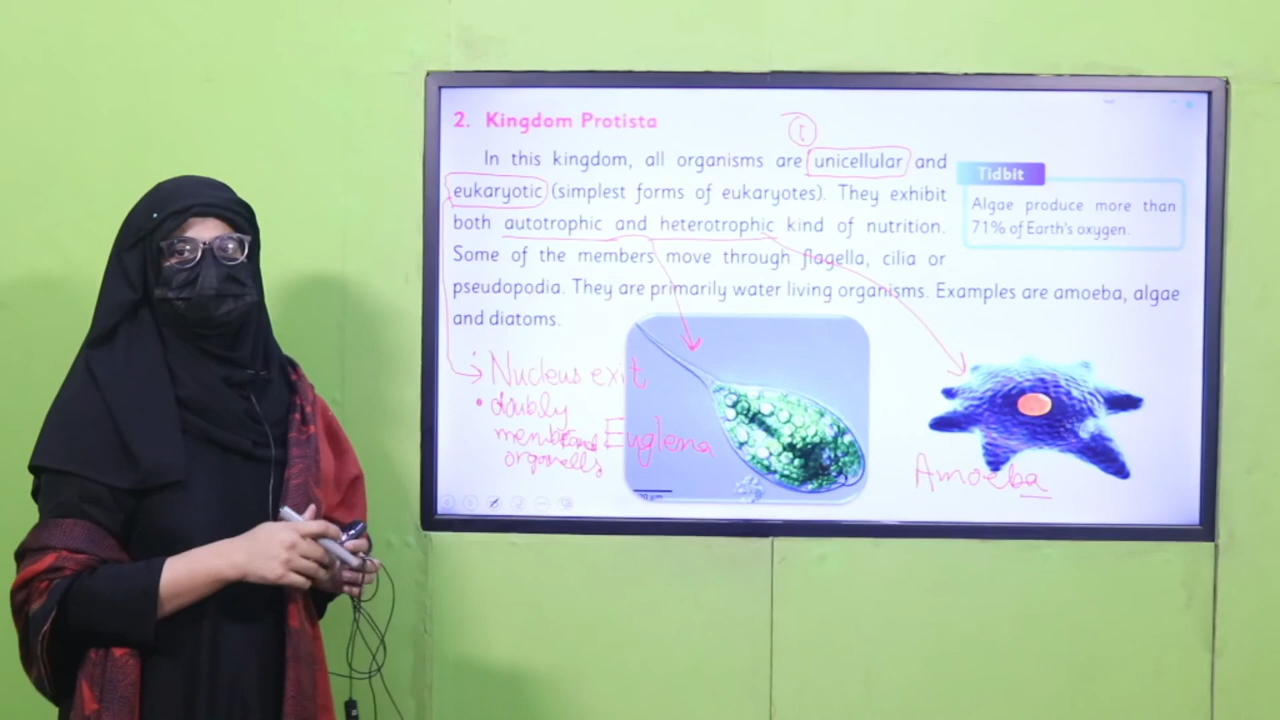 2. Kingdom Protista
1
In this kingdom, all organisms are unicellular and
eukaryotic (simplest forms of eukaryotes). They exhibit
both autotrophic and heterotrophic kind of nutrition.
Some of the members move through flagella, cilia or
pseudopodia. They are primarily water living organisms. Examples are amoeba, algae
and diatoms.
Tidbit
Algae produce more than
71% of Earth's oxygen.
Nucleus exit
• doubly
Euglena
Amoeba